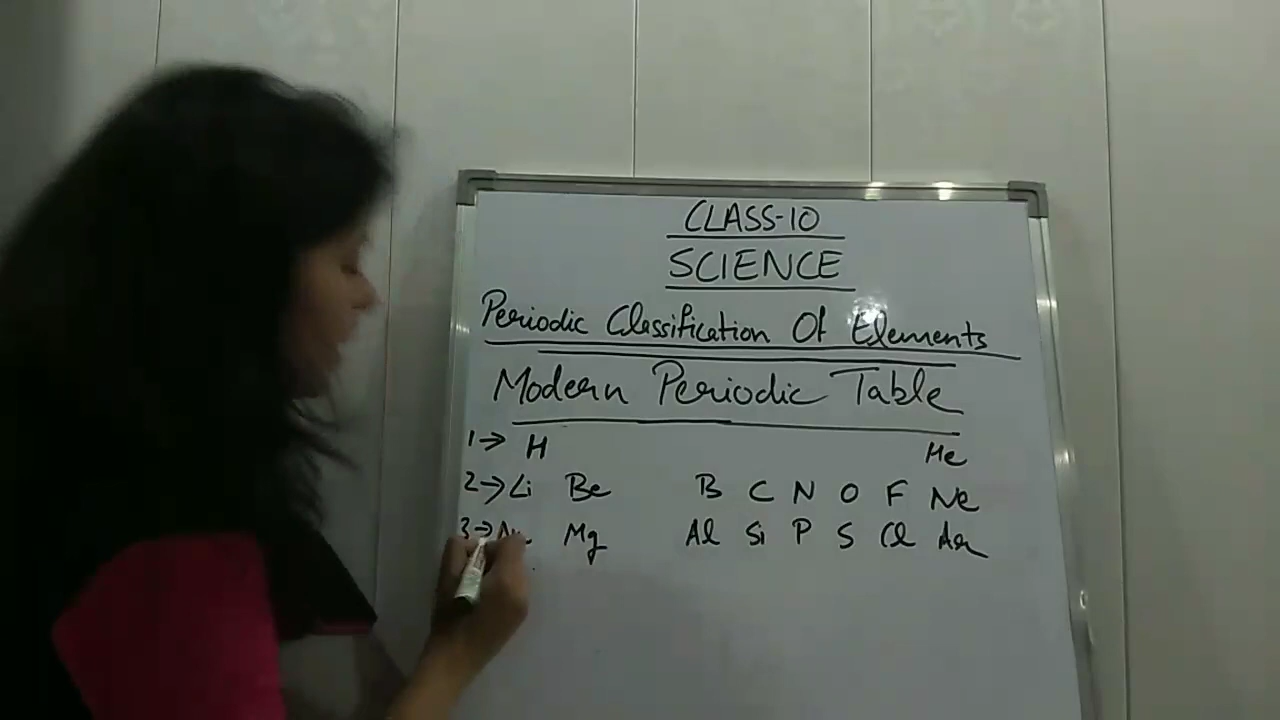 CLASS-10
SCIENCE
Periodic Classification Of Elements
Modern Periodic Table
1→ H He
2→ Li Be B C N O F Ne
3→ Mg Al Si P S Cl Ar